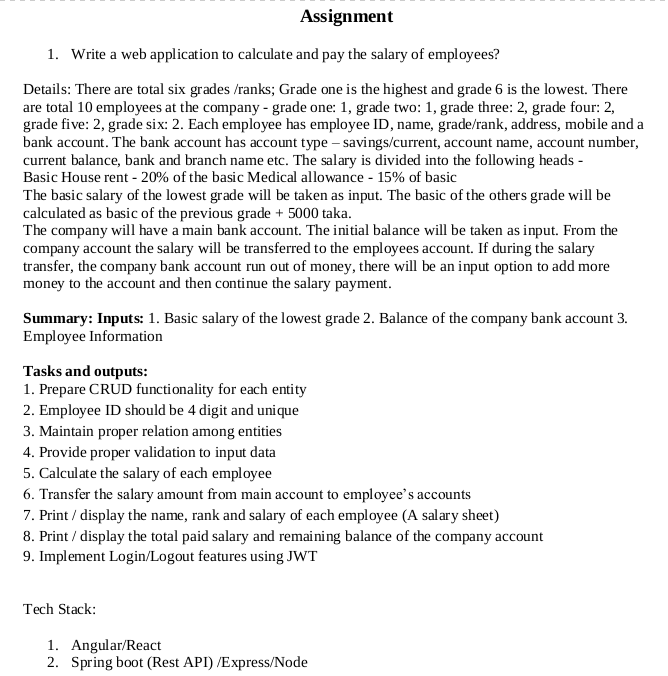 Assignment
1. Write a web application to calculate and pay the salary of employees?
Details: There are total six grades /ranks; Grade one is the highest and grade 6 is the lowest. There
are total 10 employees at the company - grade one: 1, grade two: 1, grade three: 2, grade four: 2,
grade five: 2, grade six: 2. Each employee has employee ID, name, grade/rank, address, mobile and a
bank account. The bank account has account type – savings/current, account name, account number,
current balance, bank and branch name etc. The salary is divided into the following heads -
Basic House rent - 20% of the basic Medical allowance - 15% of basic
The basic salary of the lowest grade will be taken as input. The basic of the others grade will be
calculated as basic of the previous grade + 5000 taka.
The company will have a main bank account. The initial balance will be taken as input. From the
company account the salary will be transferred to the employees account. If during the salary
transfer, the company bank account run out of money, there will be an input option to add more
money to the account and then continue the salary payment.
Summary: Inputs: 1. Basic salary of the lowest grade 2. Balance of the company bank account 3.
Employee Information
Tasks and outputs:
1. Prepare CRUD functionality for each entity
2. Employee ID should be 4 digit and unique
3. Maintain proper relation among entities
4. Provide proper validation to input data
5. Calculate the salary of each employee
6. Transfer the salary amount from main account to employee’s accounts
7. Print / display the name, rank and salary of each employee (A salary sheet)
8. Print / display the total paid salary and remaining balance of the company account
9. Implement Login/Logout features using JWT
Tech Stack:
1. Angular/React
2. Spring boot (Rest API) /Express/Node